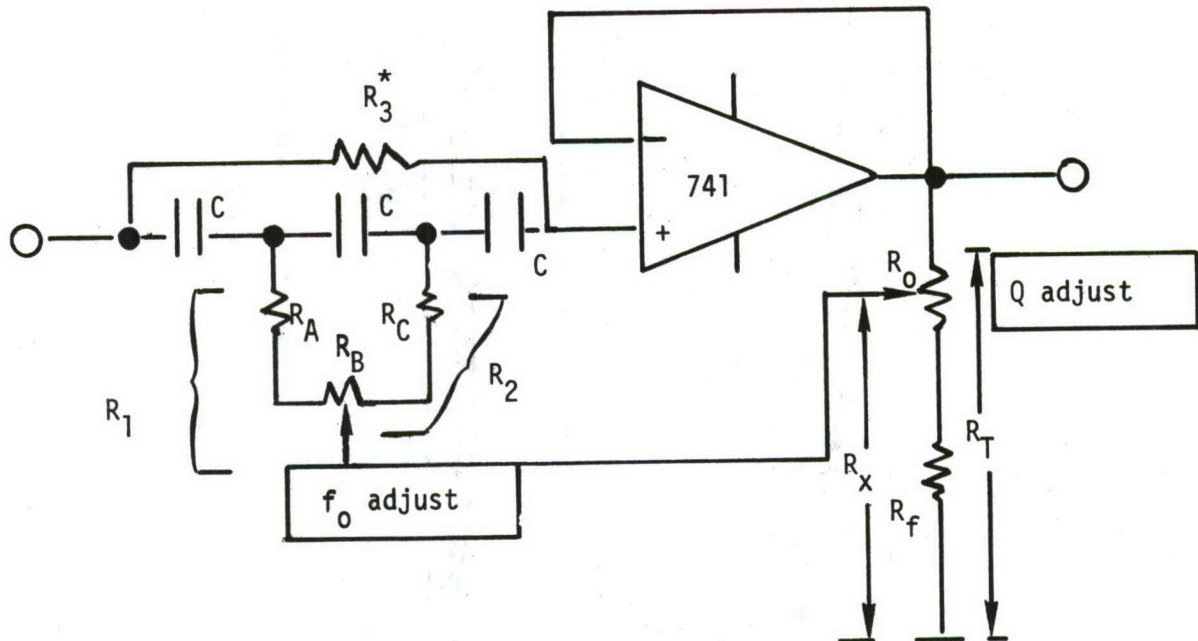 R3*
C
C
C
741
−
+
Ro
Q adjust
RA
RC
RB
R1
R2
Rx
RT
Rf
fo adjust